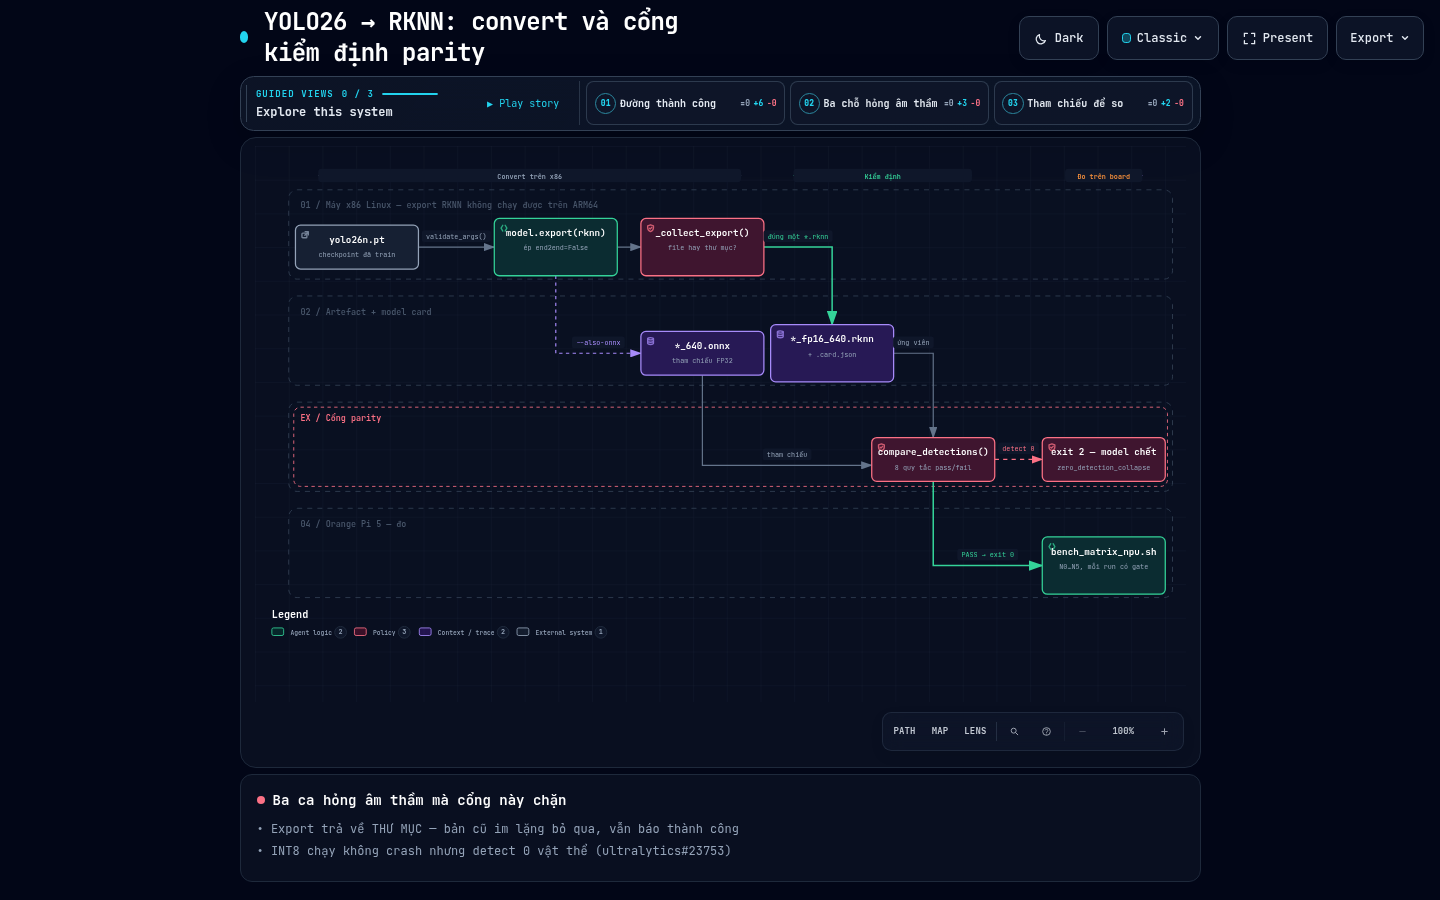 YOLO26 → RKNN: convert và cổng
kiểm định parity
Dark
Classic
Present
Export
GUIDED VIEWS 0 / 3
Explore this system
▶ Play story
01 Đường thành công =0 +6 -0
02 Ba chỗ hỏng âm thầm =0 +3 -0
03 Tham chiếu để so =0 +2 -0
Convert trên x86
Kiểm định
Đo trên board
01 / Máy x86 Linux — export RKNN không chạy được trên ARM64
yolo26n.pt
checkpoint đã train
validate_args()
model.export(rknn)
ép end2end=False
_collect_export()
file hay thư mục?
đúng một *.rknn
02 / Artefact + model card
--also-onnx
*_640.onnx
tham chiếu FP32
*_fp16_640.rknn
+ .card.json
ứng viên
EX / Cổng parity
tham chiếu
compare_detections()
8 quy tắc pass/fail
detect 0
exit 2 — model chết
zero_detection_collapse
04 / Orange Pi 5 — đo
PASS → exit 0
bench_matrix_npu.sh
N0…N5, mỗi run có gate
Legend
Agent logic 2
Policy 3
Context / trace 2
External system 1
PATH MAP LENS − 100% +
Ba ca hỏng âm thầm mà cổng này chặn
• Export trả về THƯ MỤC — bản cũ im lặng bỏ qua, vẫn báo thành công
• INT8 chạy không crash nhưng detect 0 vật thể (ultralytics#23753)